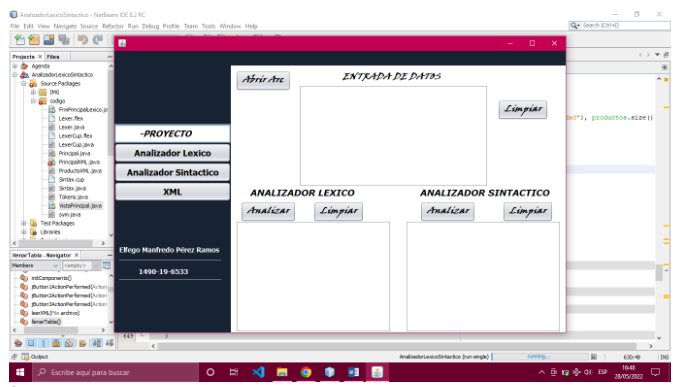 AnalizadorLexicoSintactico - NetBeans IDE 8.2 RC
File Edit View Navigate Source Refactor Run Debug Profile Team Tools Window Help
Search (Ctrl+I)
Projects × Files
Agenda
AnalizadorLexicoSintactico
Source Packages
IMG
codigo
FrmPrincipalLexico.jc
Lexer.flex
Lexer.java
LexerCup.flex
LexerCup.java
Principal.java
PrincipalXML.java
ProductoXML.java
Sintax.cup
Sintax.java
Tokens.java
VistaPrincipal.java
sym.java
Test Packages
Libraries
llenarTabla - Navigator ×
Members <empty>
initComponents()
jButton1ActionPerformed(Action
jButton2ActionPerformed(Action
jButton3ActionPerformed(Action
leerXML(File archivo)
llenarTabla()
-PROYECTO
Analizador Lexico
Analizador Sintactico
XML
Elfego Manfredo Pérez Ramos
1490-19-6533
Abrir Arc
ENTRADA DE DATOS
Limpiar
ANALIZADOR LEXICO
Analizar Limpiar
ANALIZADOR SINTACTICO
Analizar Limpiar
"), productos.size()
649
Output
AnalizadorLexicoSintactico (run-single)
running...
630:48
INS
Escribe aquí para buscar
ESP
16:48
28/05/2022